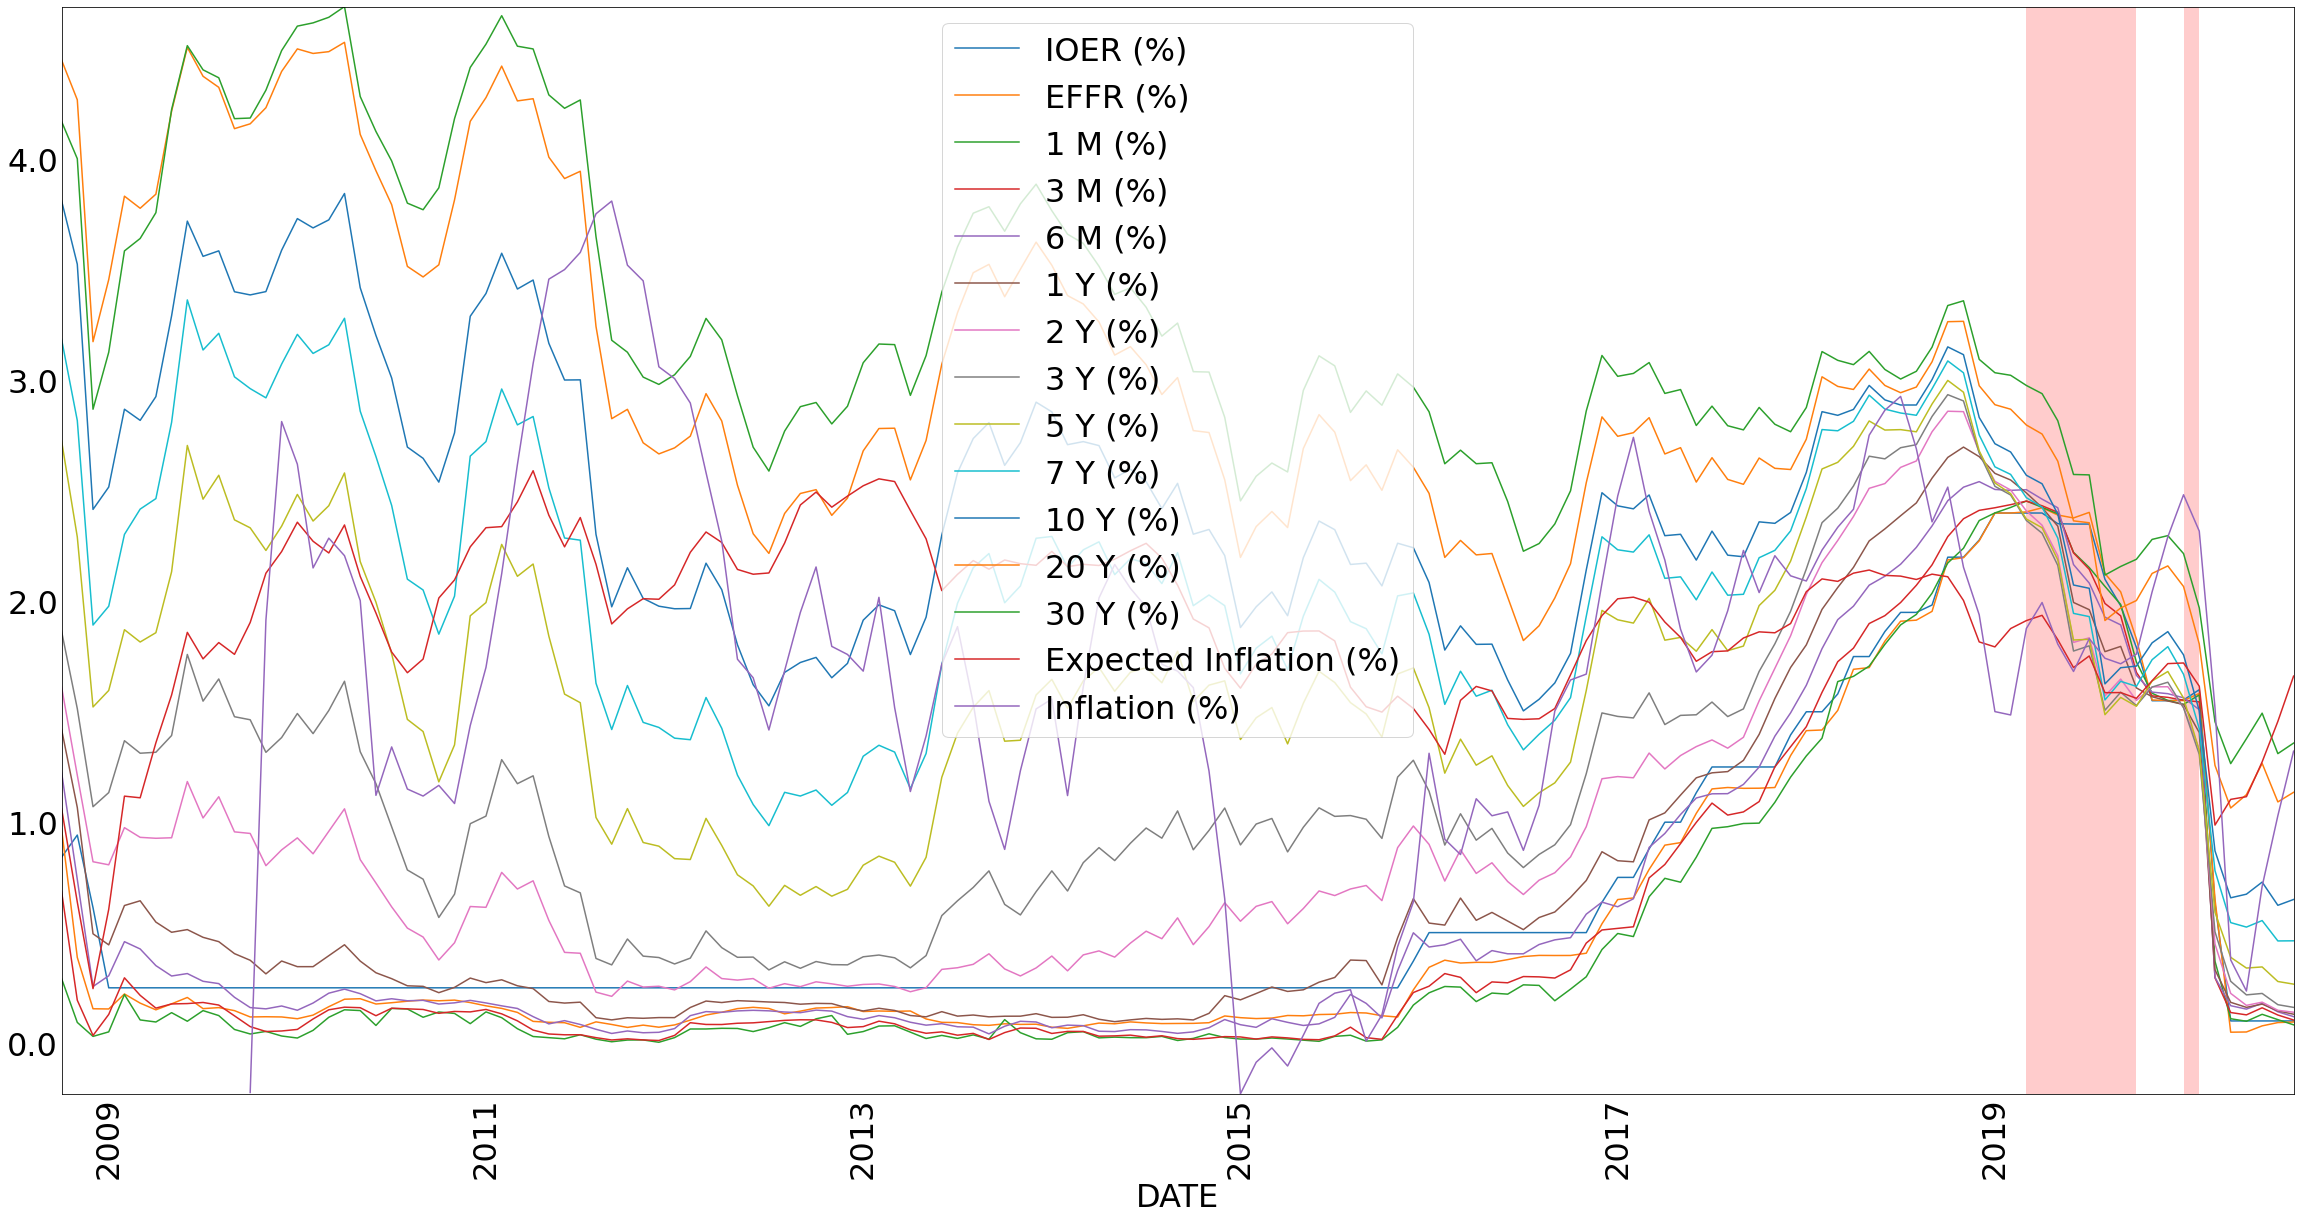 IOER (%)
EFFR (%)
1 M (%)
3 M (%)
6 M (%)
1 Y (%)
2 Y (%)
3 Y (%)
5 Y (%)
7 Y (%)
10 Y (%)
20 Y (%)
30 Y (%)
Expected Inflation (%)
Inflation (%)
4.0
3.0
2.0
1.0
0.0
2009
2011
2013
2015
2017
2019
DATE